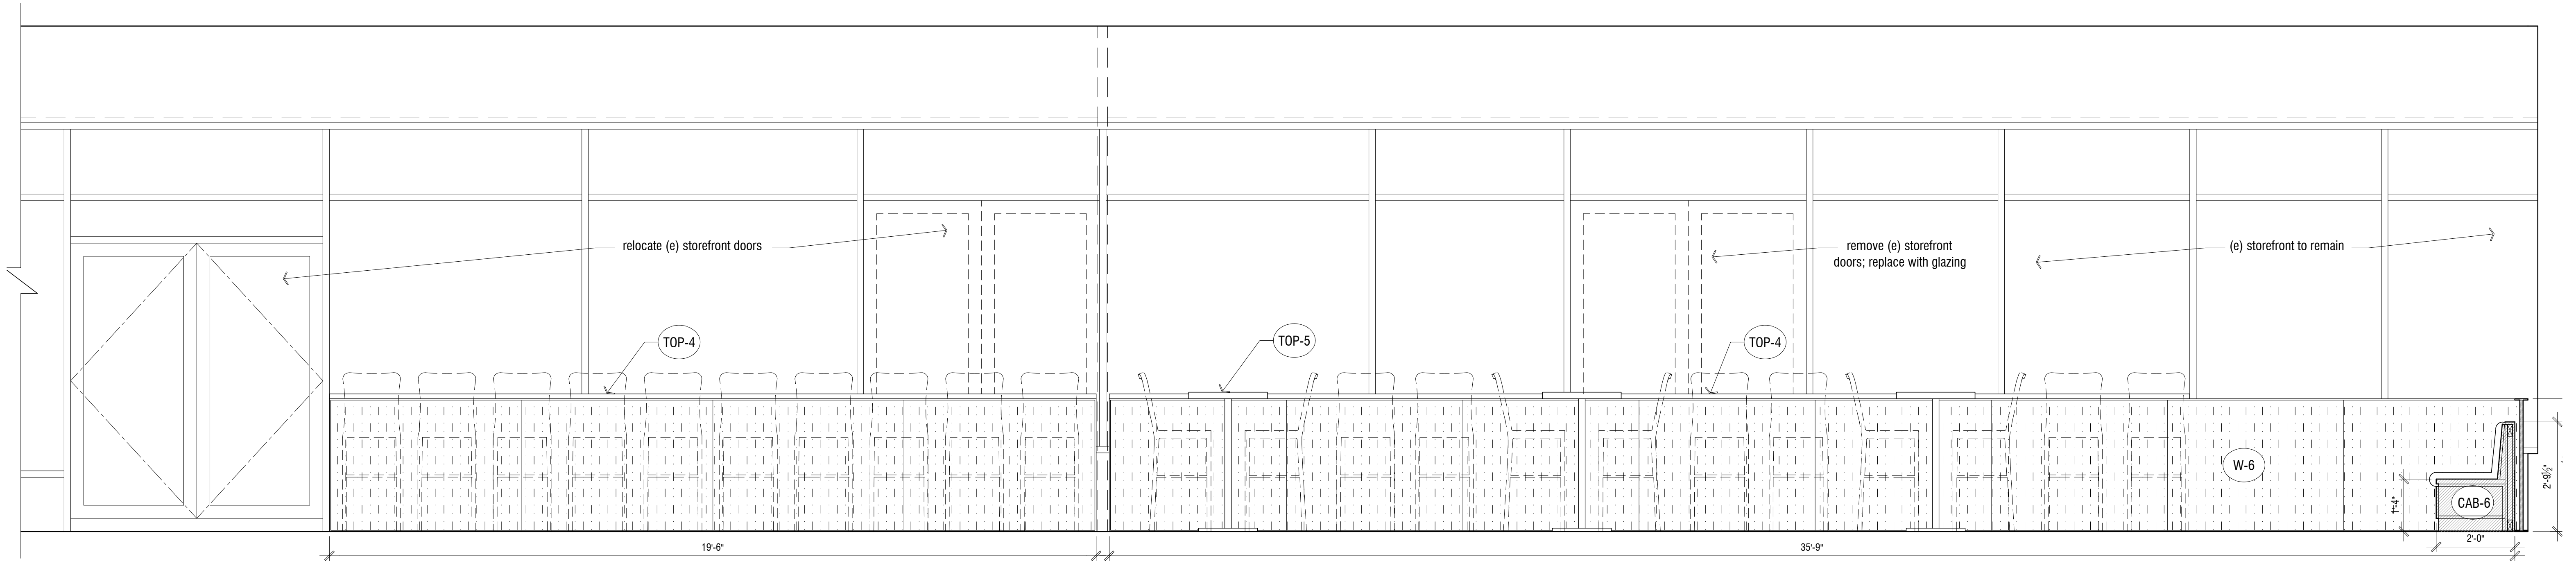 relocate (e) storefront doors
remove (e) storefront
doors; replace with glazing
(e) storefront to remain
TOP-4
TOP-5
TOP-4
W-6
CAB-6
1'-4"
2'-9½"
2'-0"
19'-6"
35'-9"